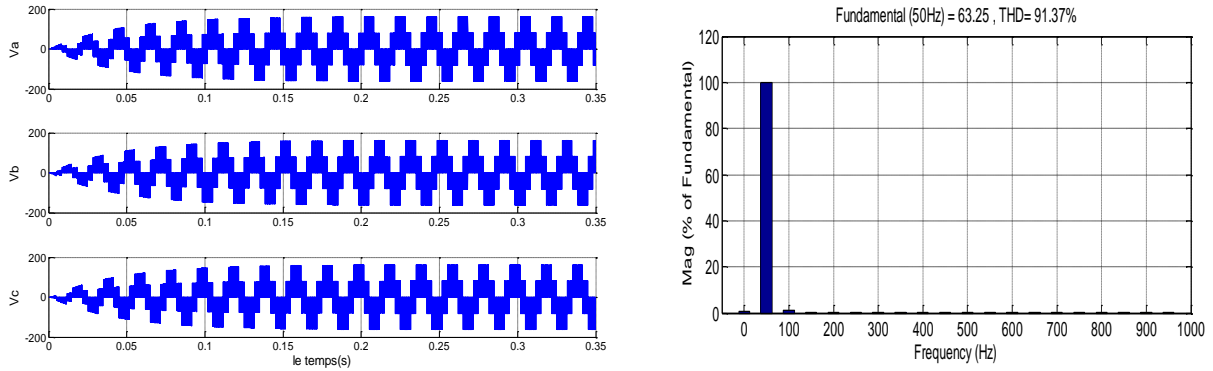 200
0
-200
Va
0 0.05 0.1 0.15 0.2 0.25 0.3 0.35
200
0
-200
Vb
0 0.05 0.1 0.15 0.2 0.25 0.3 0.35
200
0
-200
Vc
0 0.05 0.1 0.15 0.2 0.25 0.3 0.35
le temps(s)
Fundamental (50Hz) = 63.25 , THD= 91.37%
120
100
80
60
40
20
0
Mag (% of Fundamental)
0 100 200 300 400 500 600 700 800 900 1000
Frequency (Hz)